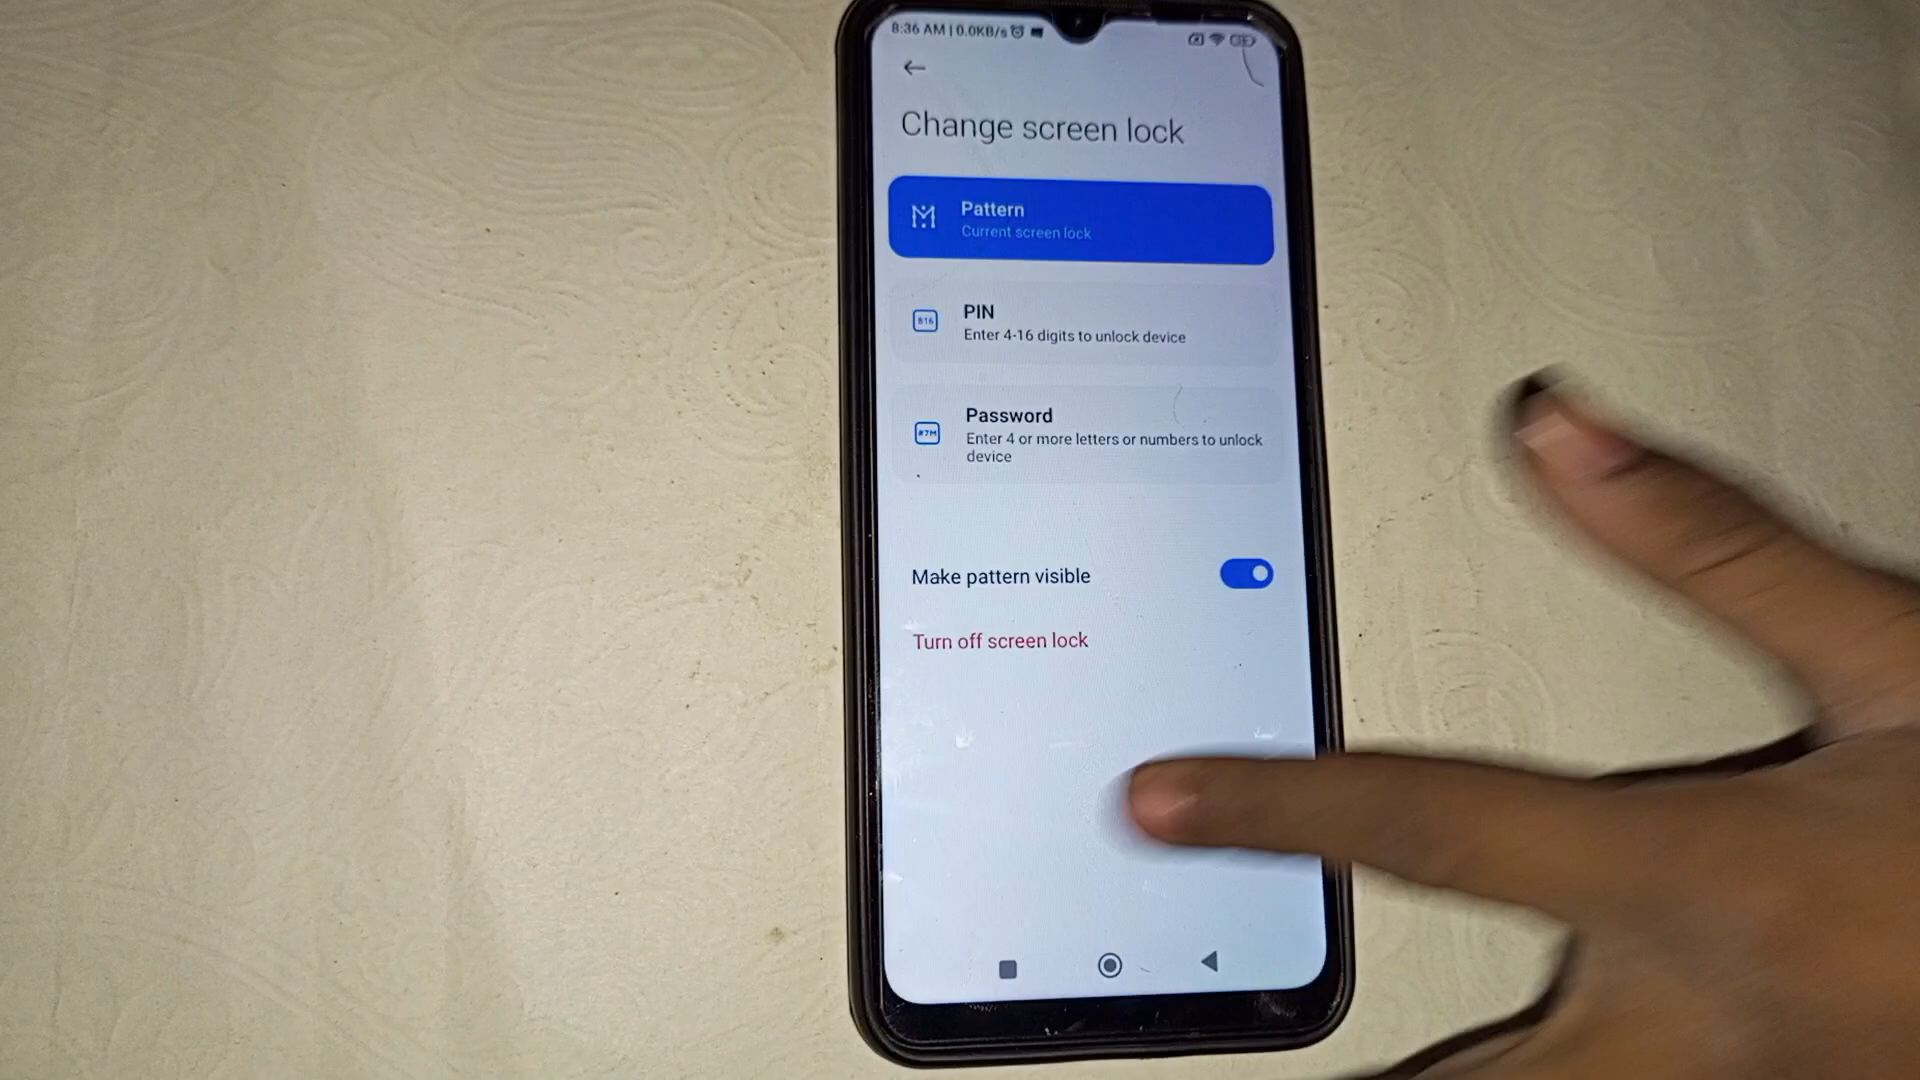 8:36 AM | 0.0KB/s
Change screen lock
Pattern
Current screen lock
PIN
816
Enter 4-16 digits to unlock device
Password
#7M
Enter 4 or more letters or numbers to unlock
device
Make pattern visible
Turn off screen lock